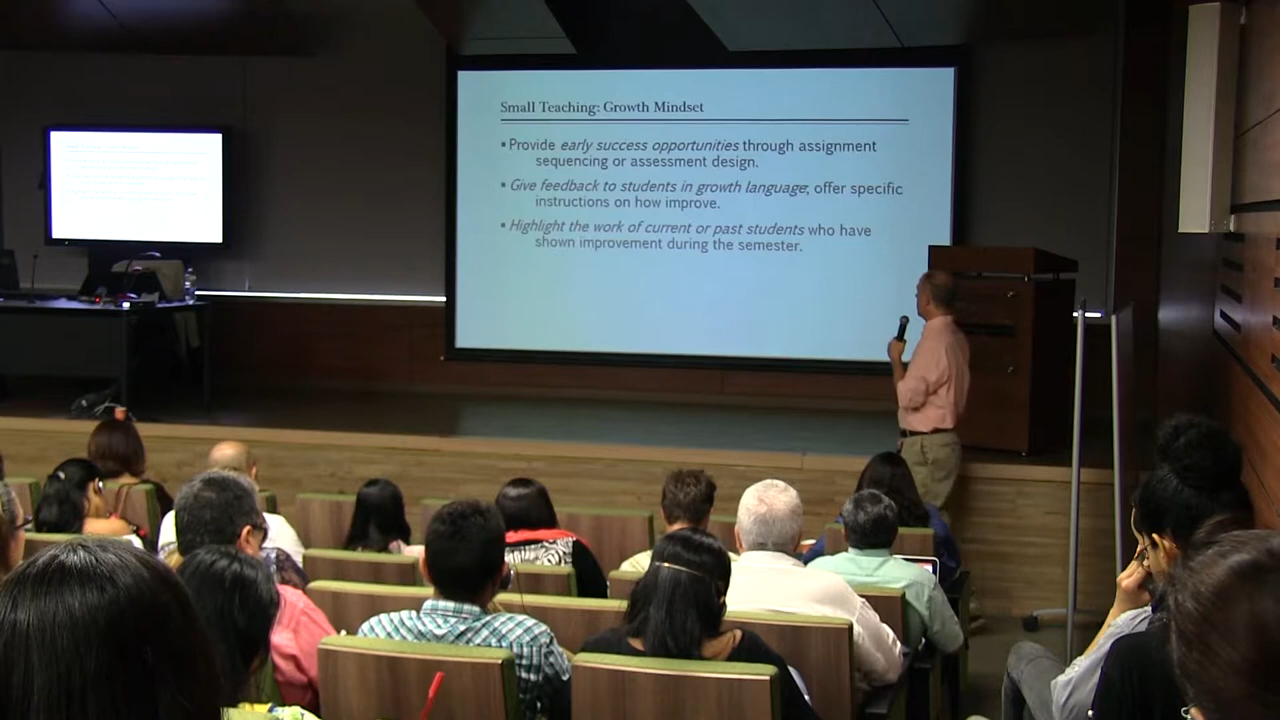 Small Teaching: Growth Mindset
▪ Provide early success opportunities through assignment
sequencing or assessment design.
▪ Give feedback to students in growth language; offer specific
instructions on how improve.
▪ Highlight the work of current or past students who have
shown improvement during the semester.